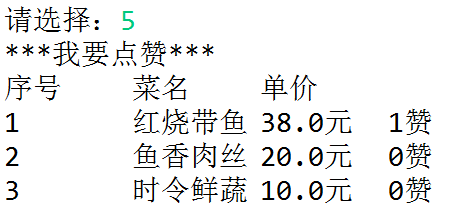 请选择：5
***我要点赞***
序号 菜名 单价
1 红烧带鱼 38.0元 1赞
2 鱼香肉丝 20.0元 0赞
3 时令鲜蔬 10.0元 0赞